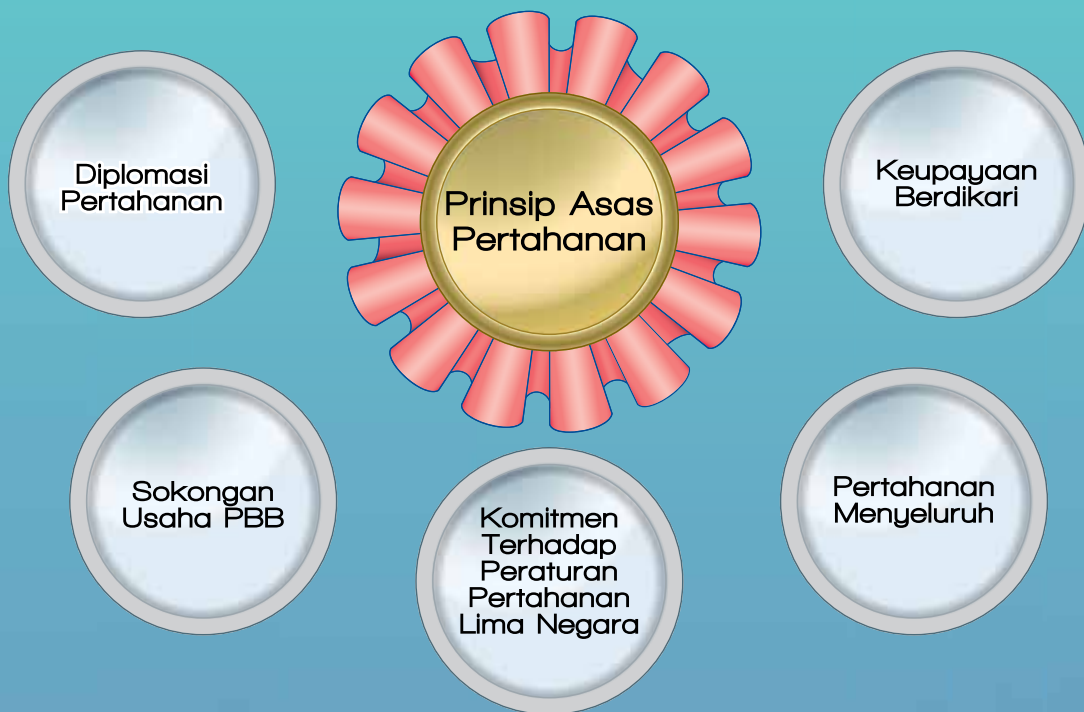 Prinsip Asas
Pertahanan
Diplomasi
Pertahanan
Keupayaan
Berdikari
Sokongan
Usaha PBB
Komitmen
Terhadap
Peraturan
Pertahanan
Lima Negara
Pertahanan
Menyeluruh